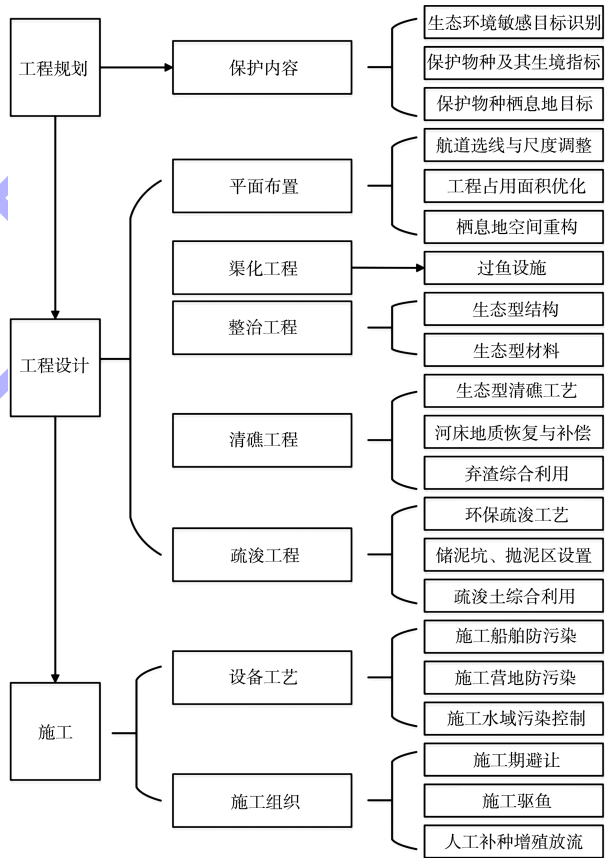 工程规划
保护内容
生态环境敏感目标识别
保护物种及其生境指标
保护物种栖息地目标
工程设计
平面布置
航道选线与尺度调整
工程占用面积优化
栖息地空间重构
渠化工程
过鱼设施
整治工程
生态型结构
生态型材料
清礁工程
生态型清礁工艺
河床地质恢复与补偿
弃渣综合利用
疏浚工程
环保疏浚工艺
储泥坑、抛泥区设置
疏浚土综合利用
施工
设备工艺
施工船舶防污染
施工营地防污染
施工水域污染控制
施工组织
施工期避让
施工驱鱼
人工补种增殖放流